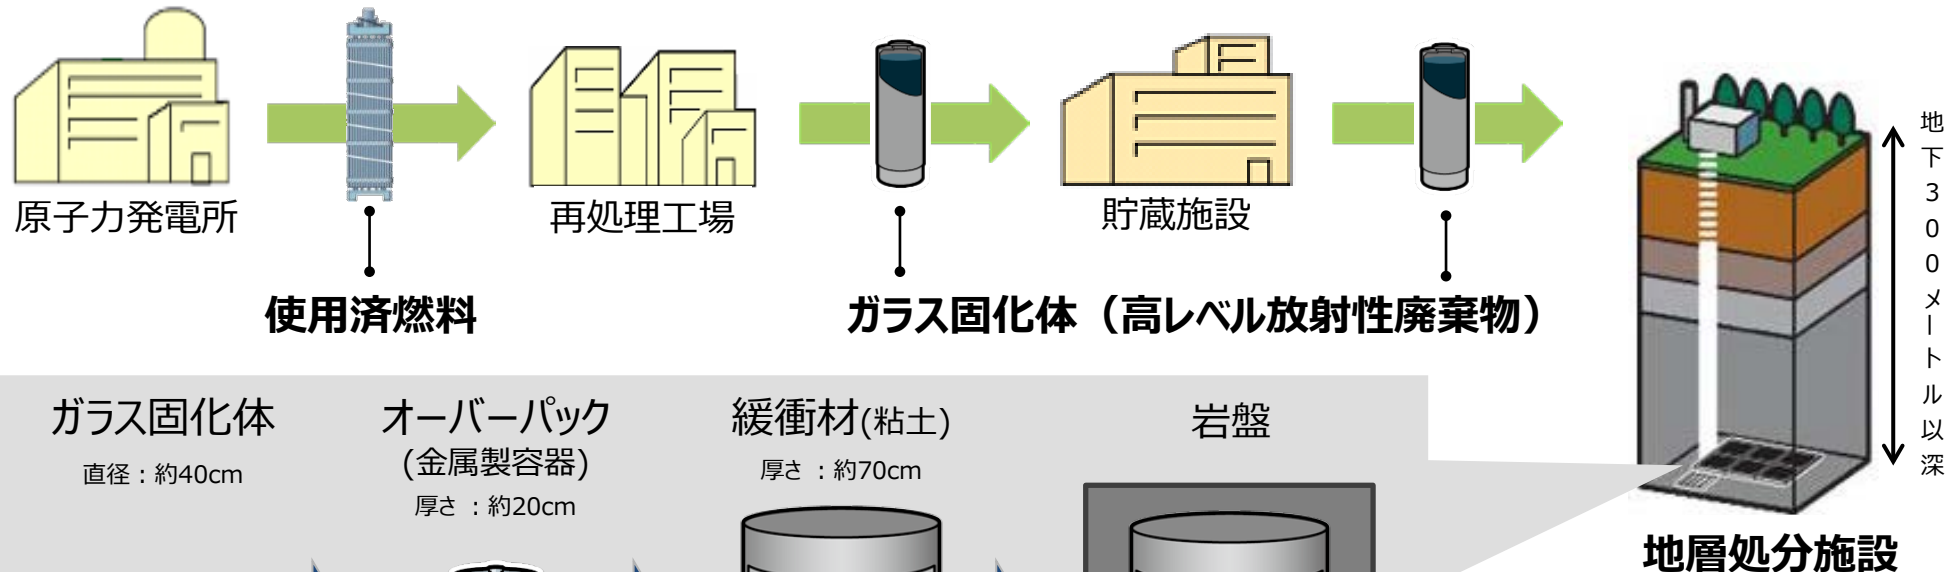 原子力発電所
再処理工場
貯蔵施設
使用済燃料
ガラス固化体（高レベル放射性廃棄物）
地下300メートル以深
地層処分施設
ガラス固化体
直径：約40cm
オーバーパック
(金属製容器)
厚さ：約20cm
緩衝材(粘土)
厚さ：約70cm
岩盤